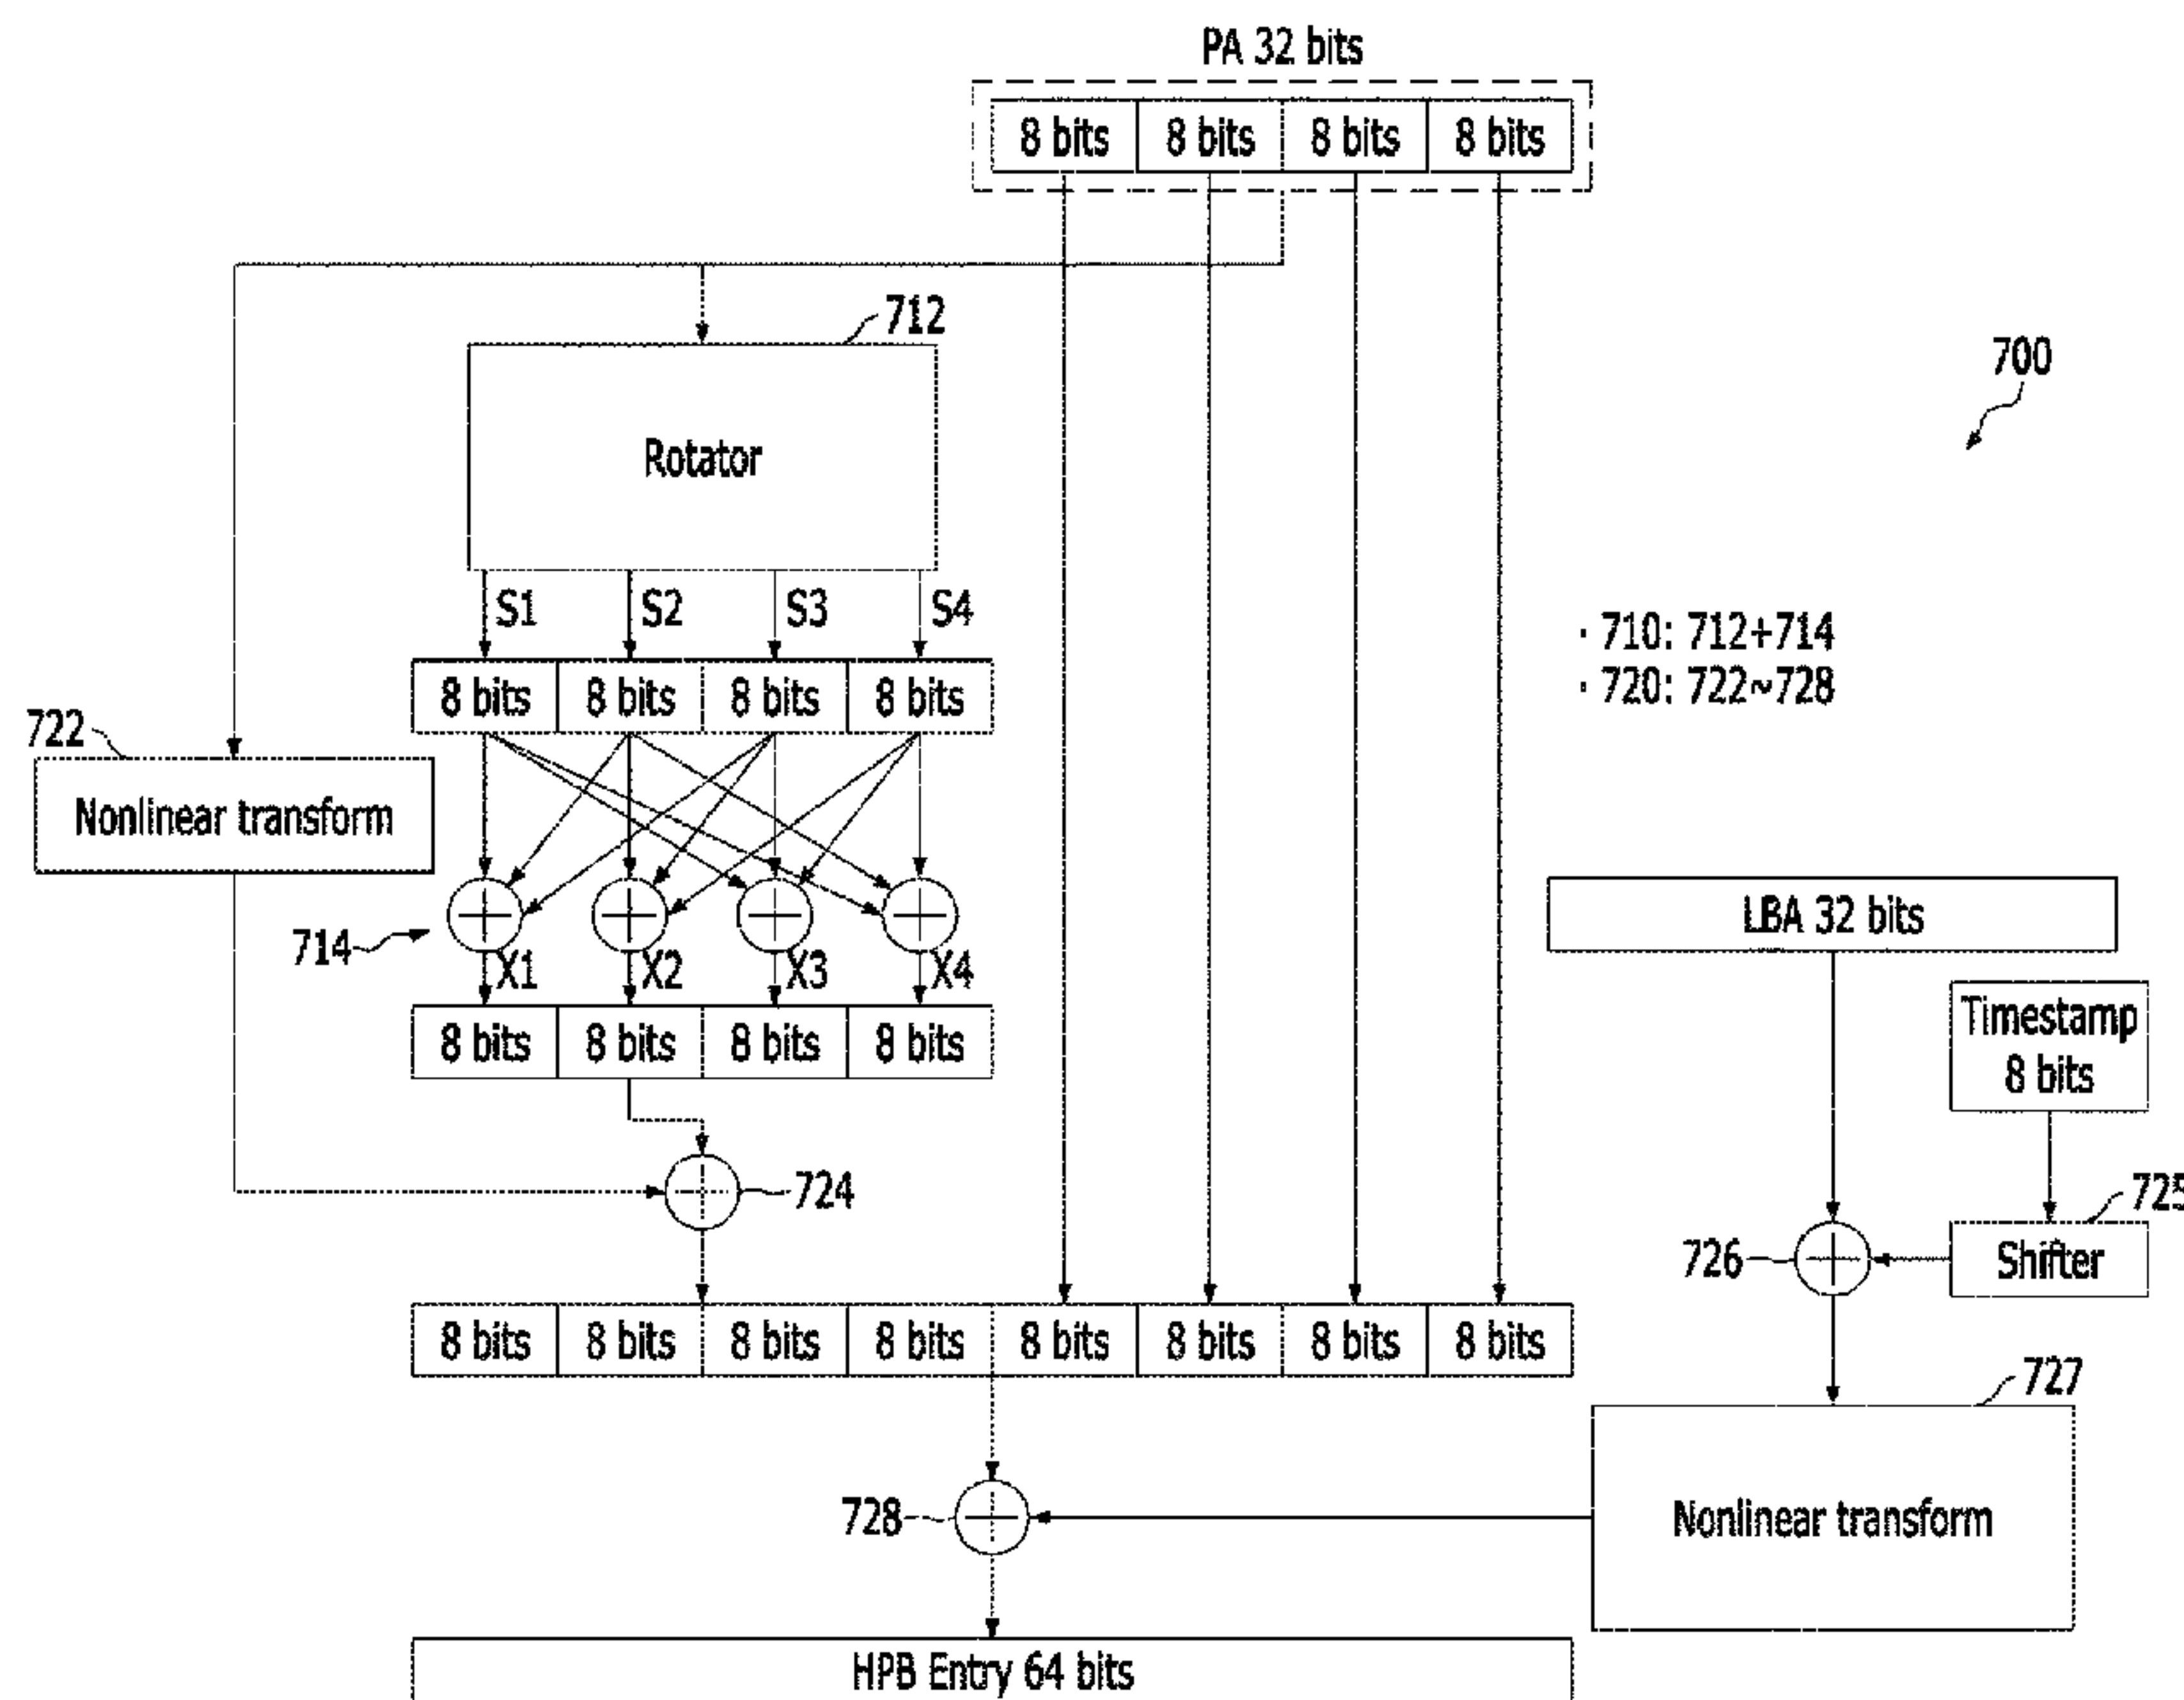 PA 32 bits
8 bits 8 bits 8 bits 8 bits
712
Rotator
700
S1 S2 S3 S4
· 710: 712+714
· 720: 722~728
8 bits 8 bits 8 bits 8 bits
722
Nonlinear transform
714
X1 X2 X3 X4
LBA 32 bits
Timestamp
8 bits
8 bits 8 bits 8 bits 8 bits
724
725
726
Shifter
8 bits 8 bits 8 bits 8 bits 8 bits 8 bits 8 bits 8 bits
727
728
Nonlinear transform
HPB Entry 64 bits